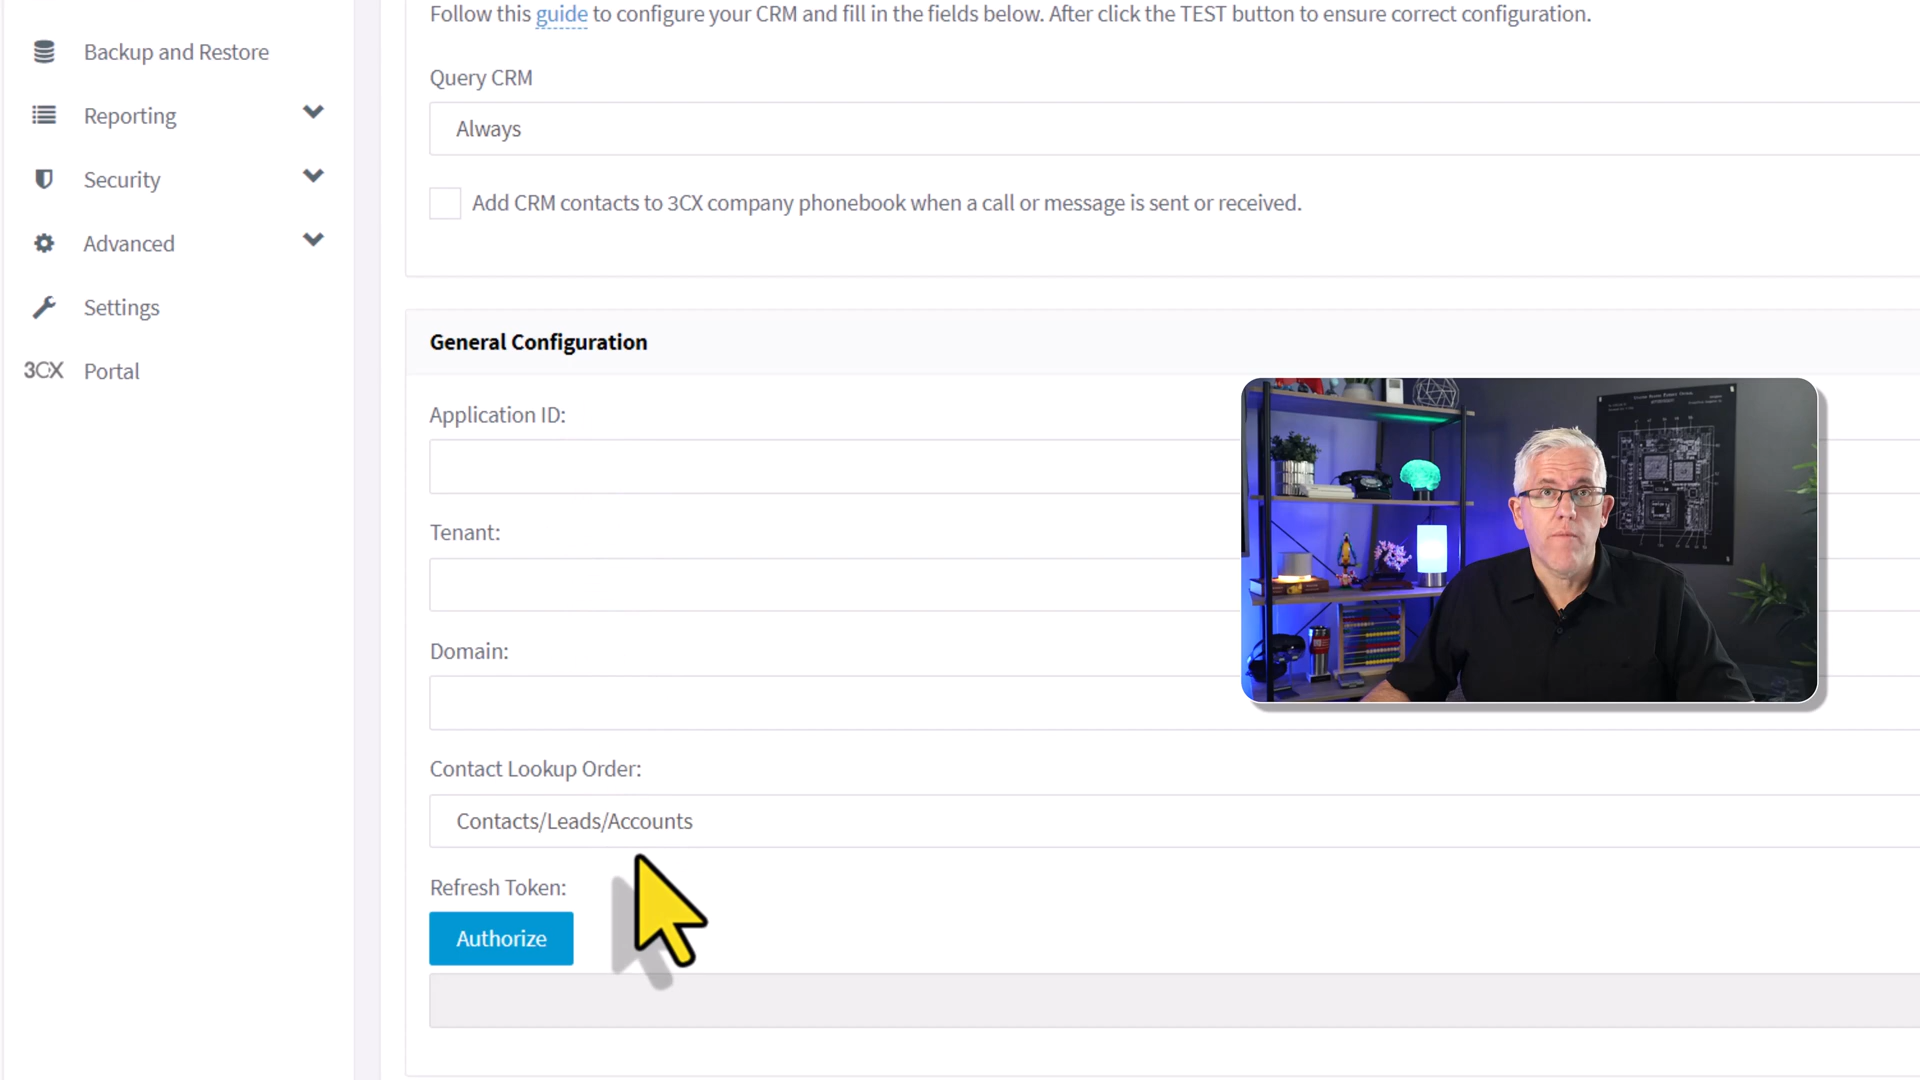 Follow this guide to configure your CRM and fill in the fields below. After click the TEST button to ensure correct configuration.
Backup and Restore
Query CRM
Reporting
Always
Security
Add CRM contacts to 3CX company phonebook when a call or message is sent or received.
Advanced
Settings
General Configuration
3CX Portal
Application ID:
Tenant:
Domain:
Contact Lookup Order:
Contacts/Leads/Accounts
Refresh Token:
Authorize